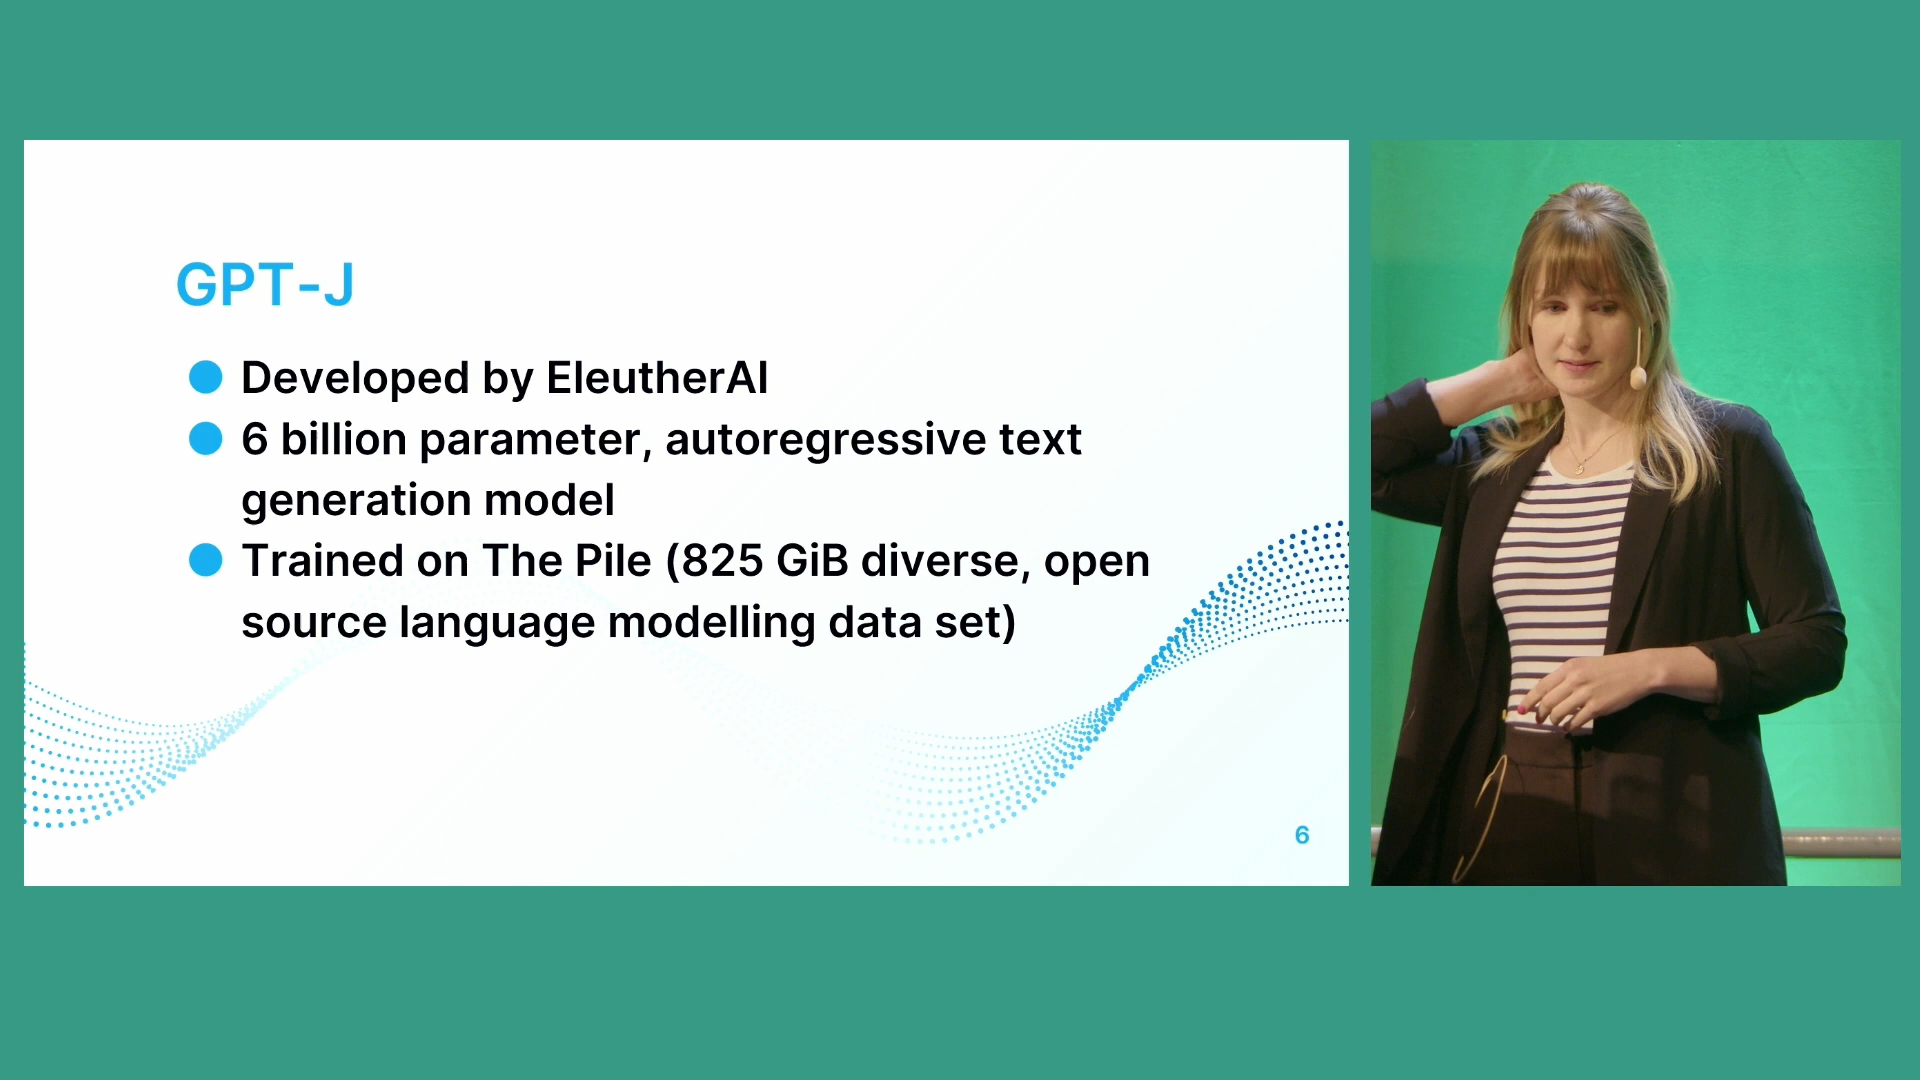 GPT-J
Developed by EleutherAI
6 billion parameter, autoregressive text
generation model
Trained on The Pile (825 GiB diverse, open
source language modelling data set)
6